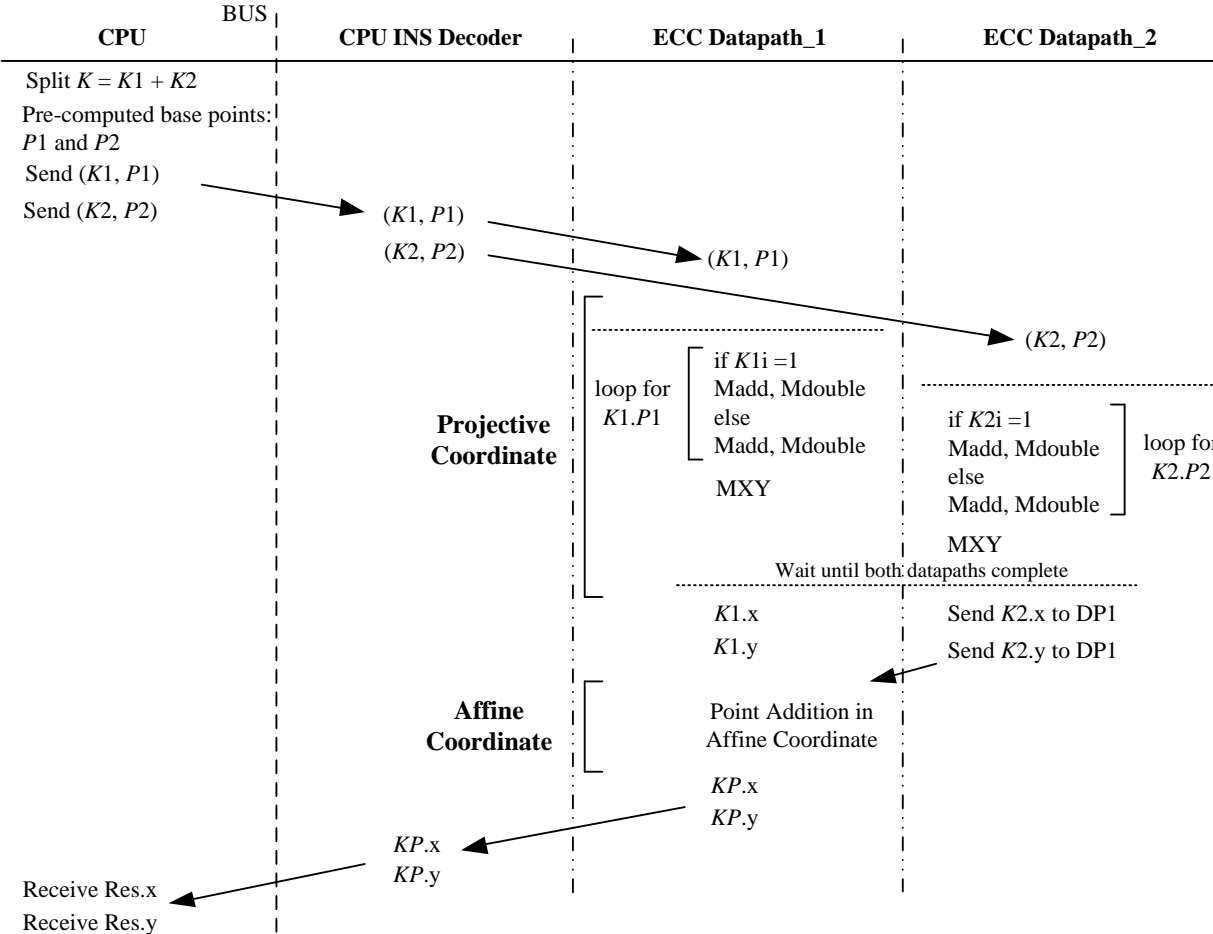 BUS
CPU
CPU INS Decoder
ECC Datapath_1
ECC Datapath_2
Split K = K1 + K2
Pre-computed base points:
P1 and P2
Send (K1, P1)
Send (K2, P2)
(K1, P1)
(K2, P2)
(K1, P1)
(K2, P2)
Projective
Coordinate
loop for
K1.P1
if K1i =1
Madd, Mdouble
else
Madd, Mdouble
MXY
if K2i =1
Madd, Mdouble
else
Madd, Mdouble
loop for
K2.P2
MXY
Wait until both datapaths complete
K1.x
K1.y
Send K2.x to DP1
Send K2.y to DP1
Affine
Coordinate
Point Addition in
Affine Coordinate
KP.x
KP.y
KP.x
KP.y
Receive Res.x
Receive Res.y